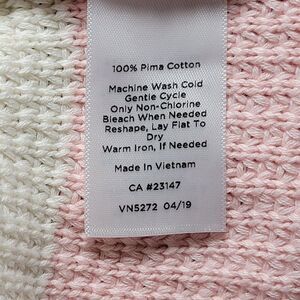 100% Pima Cotton
Machine Wash Cold
Gentle Cycle
Only Non-Chlorine
Bleach When Needed
Reshape, Lay Flat To
Dry
Warm Iron, If Needed
Made In Vietnam
CA #23147
VN5272 04/19